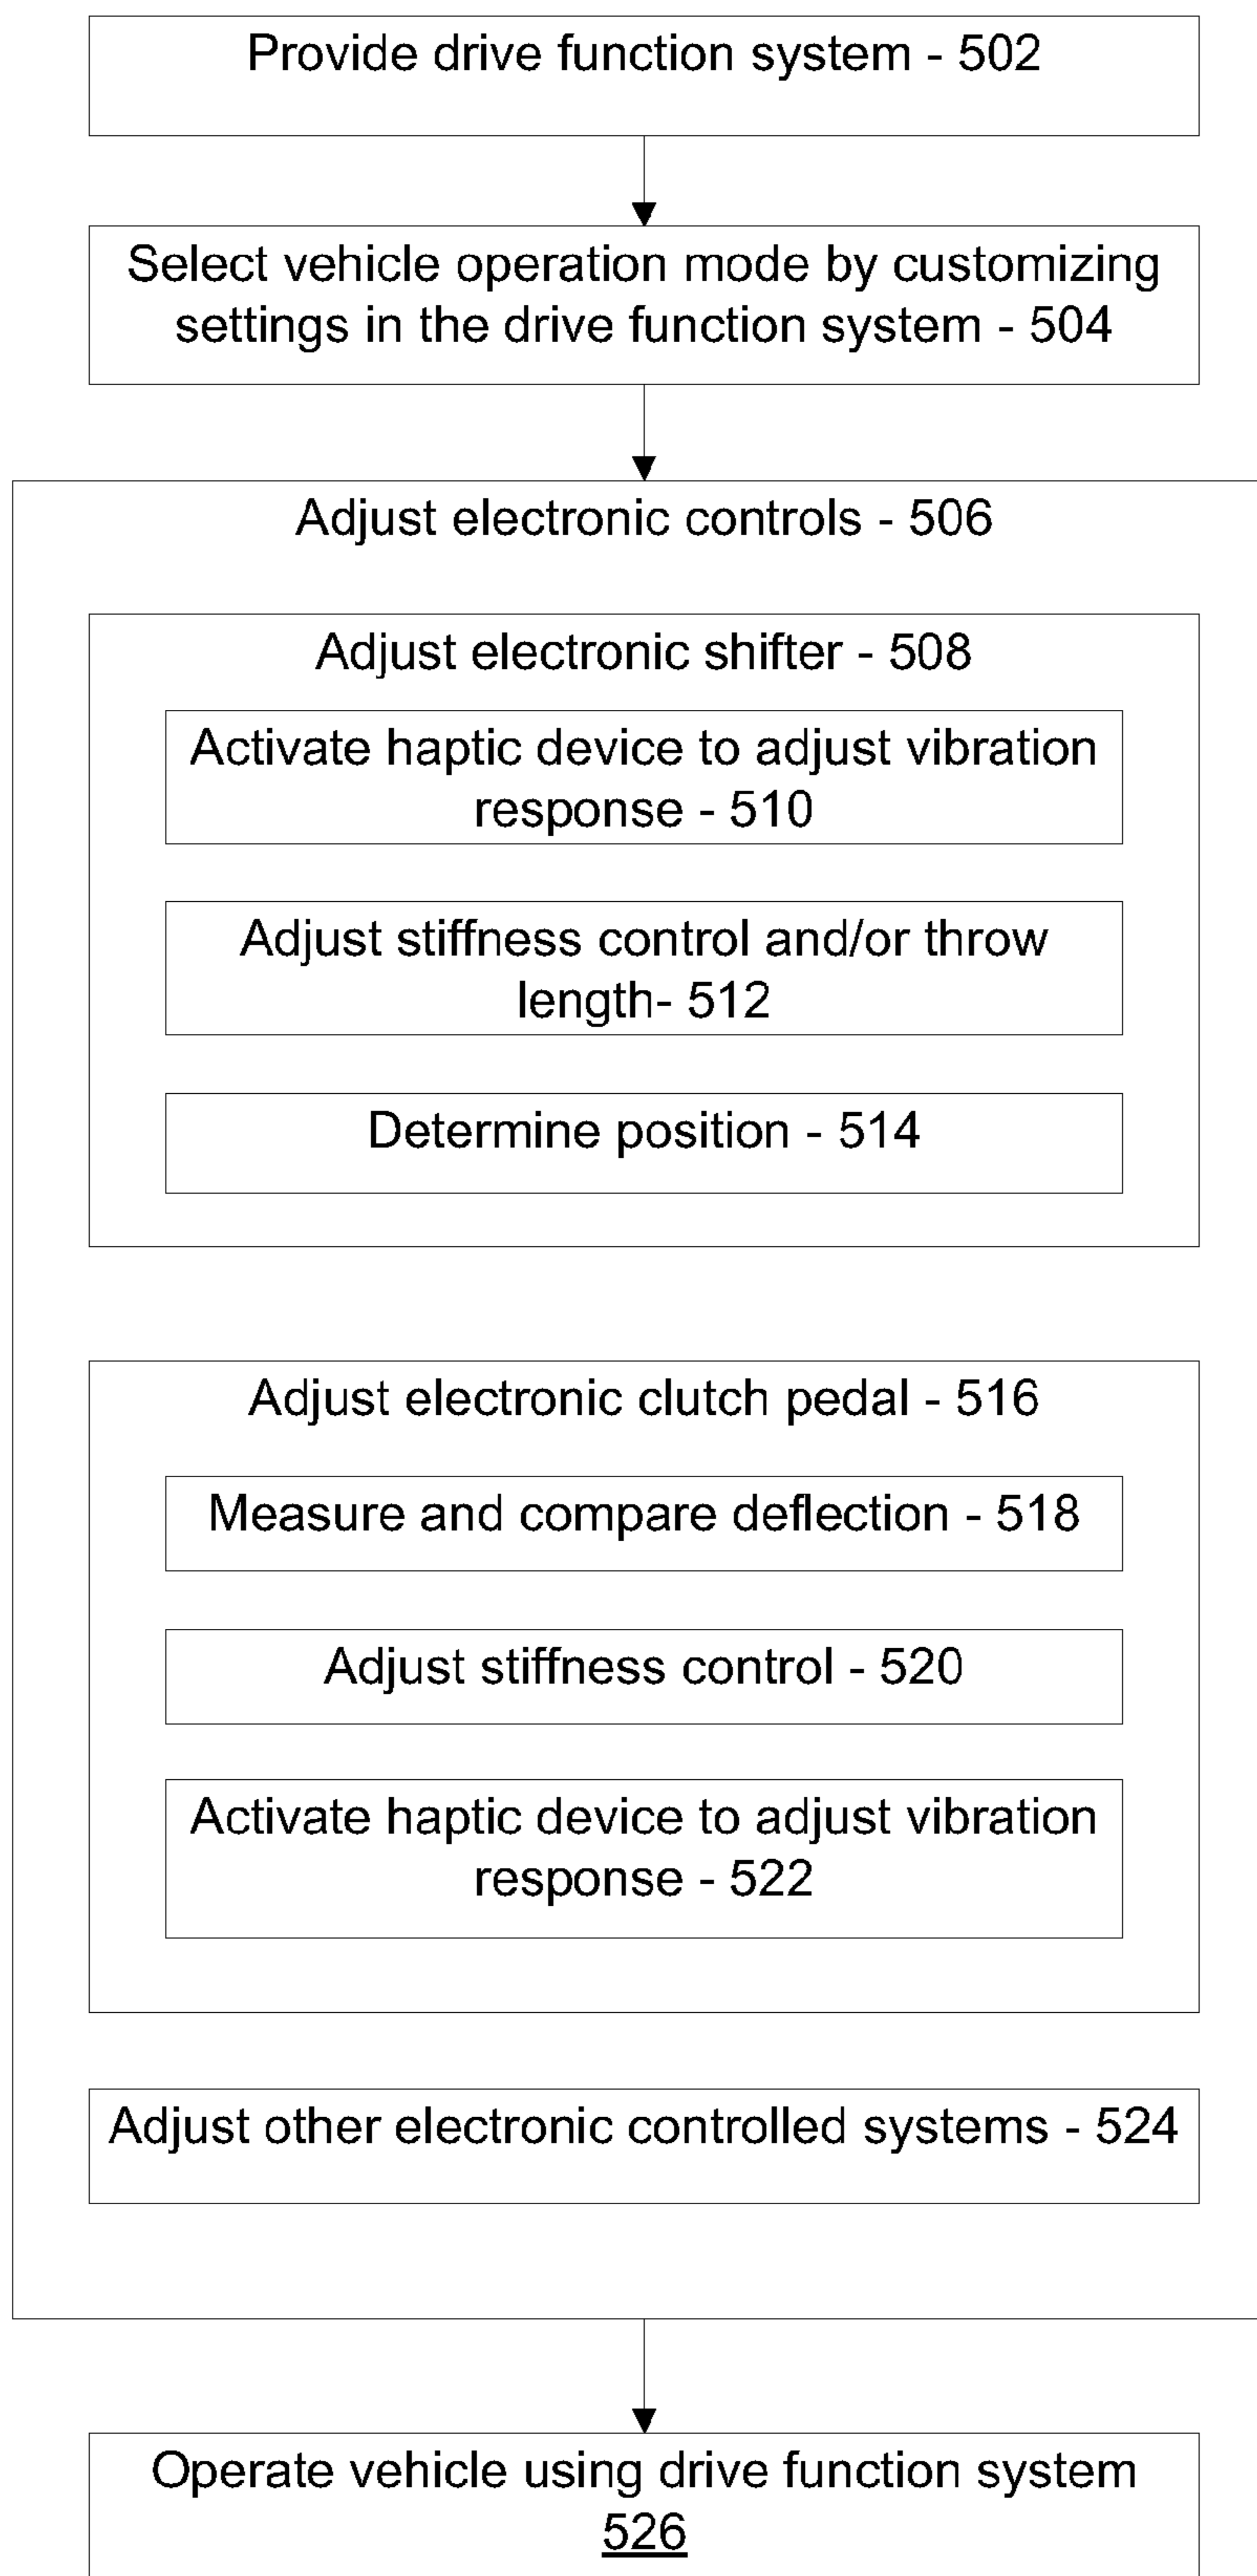 Provide drive function system - 502
Select vehicle operation mode by customizing
settings in the drive function system - 504
Adjust electronic controls - 506
Adjust electronic shifter - 508
Activate haptic device to adjust vibration
response - 510
Adjust stiffness control and/or throw
length- 512
Determine position - 514
Adjust electronic clutch pedal - 516
Measure and compare deflection - 518
Adjust stiffness control - 520
Activate haptic device to adjust vibration
response - 522
Adjust other electronic controlled systems - 524
Operate vehicle using drive function system
526